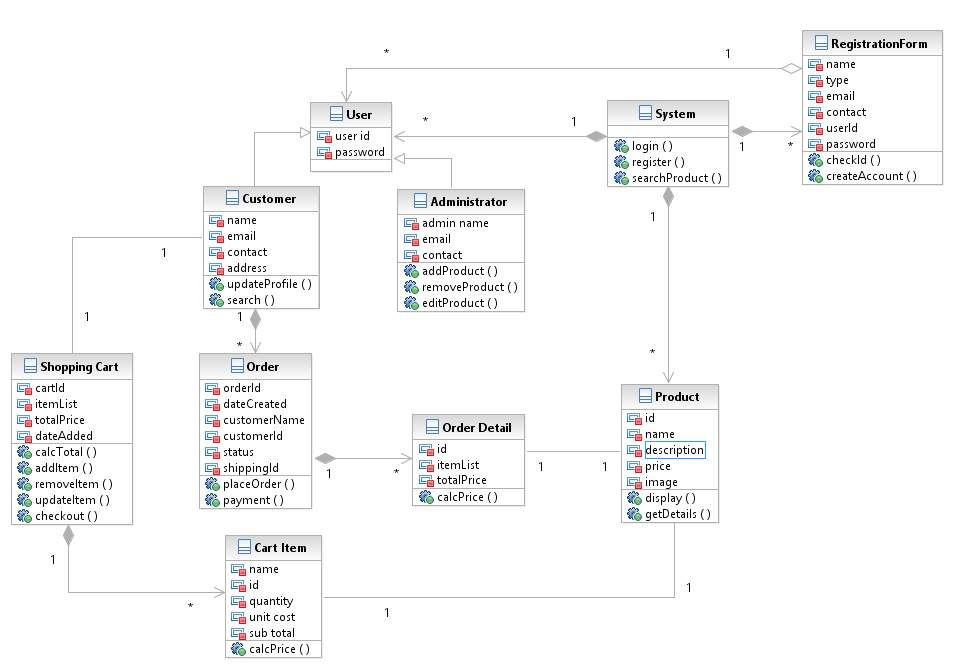 * 1
RegistrationForm
name
type
email
contact
userId
password
checkId ( )
createAccount ( )
User
user id
password
* 1
System
login ( )
register ( )
searchProduct ( )
1 *
Customer
name
email
contact
address
updateProfile ( )
search ( )
Administrator
admin name
email
contact
addProduct ( )
removeProduct ( )
editProduct ( )
1
1
1
*
1
*
Shopping Cart
cartId
itemList
totalPrice
dateAdded
calcTotal ( )
addItem ( )
removeItem ( )
updateItem ( )
checkout ( )
Order
orderId
dateCreated
customerName
customerId
status
shippingId
placeOrder ( )
payment ( )
1 *
Order Detail
id
itemList
totalPrice
calcPrice ( )
1 1
Product
id
name
description
price
image
display ( )
getDetails ( )
1
*
Cart Item
name
id
quantity
unit cost
sub total
calcPrice ( )
1
1